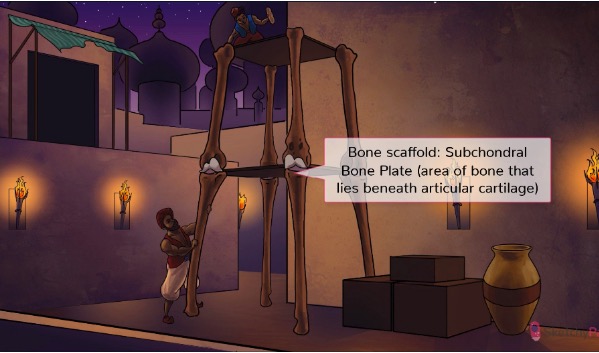 Bone scaffold: Subchondral
Bone Plate (area of bone that
lies beneath articular cartilage)